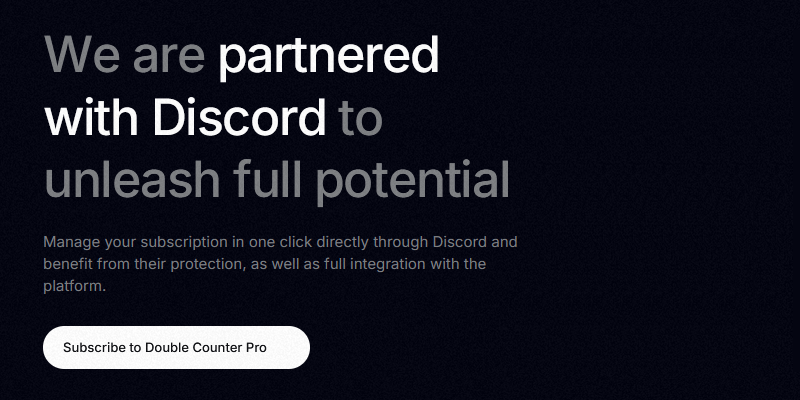 We are partnered
with Discord to
unleash full potential
Manage your subscription in one click directly through Discord and
benefit from their protection, as well as full integration with the
platform.
Subscribe to Double Counter Pro